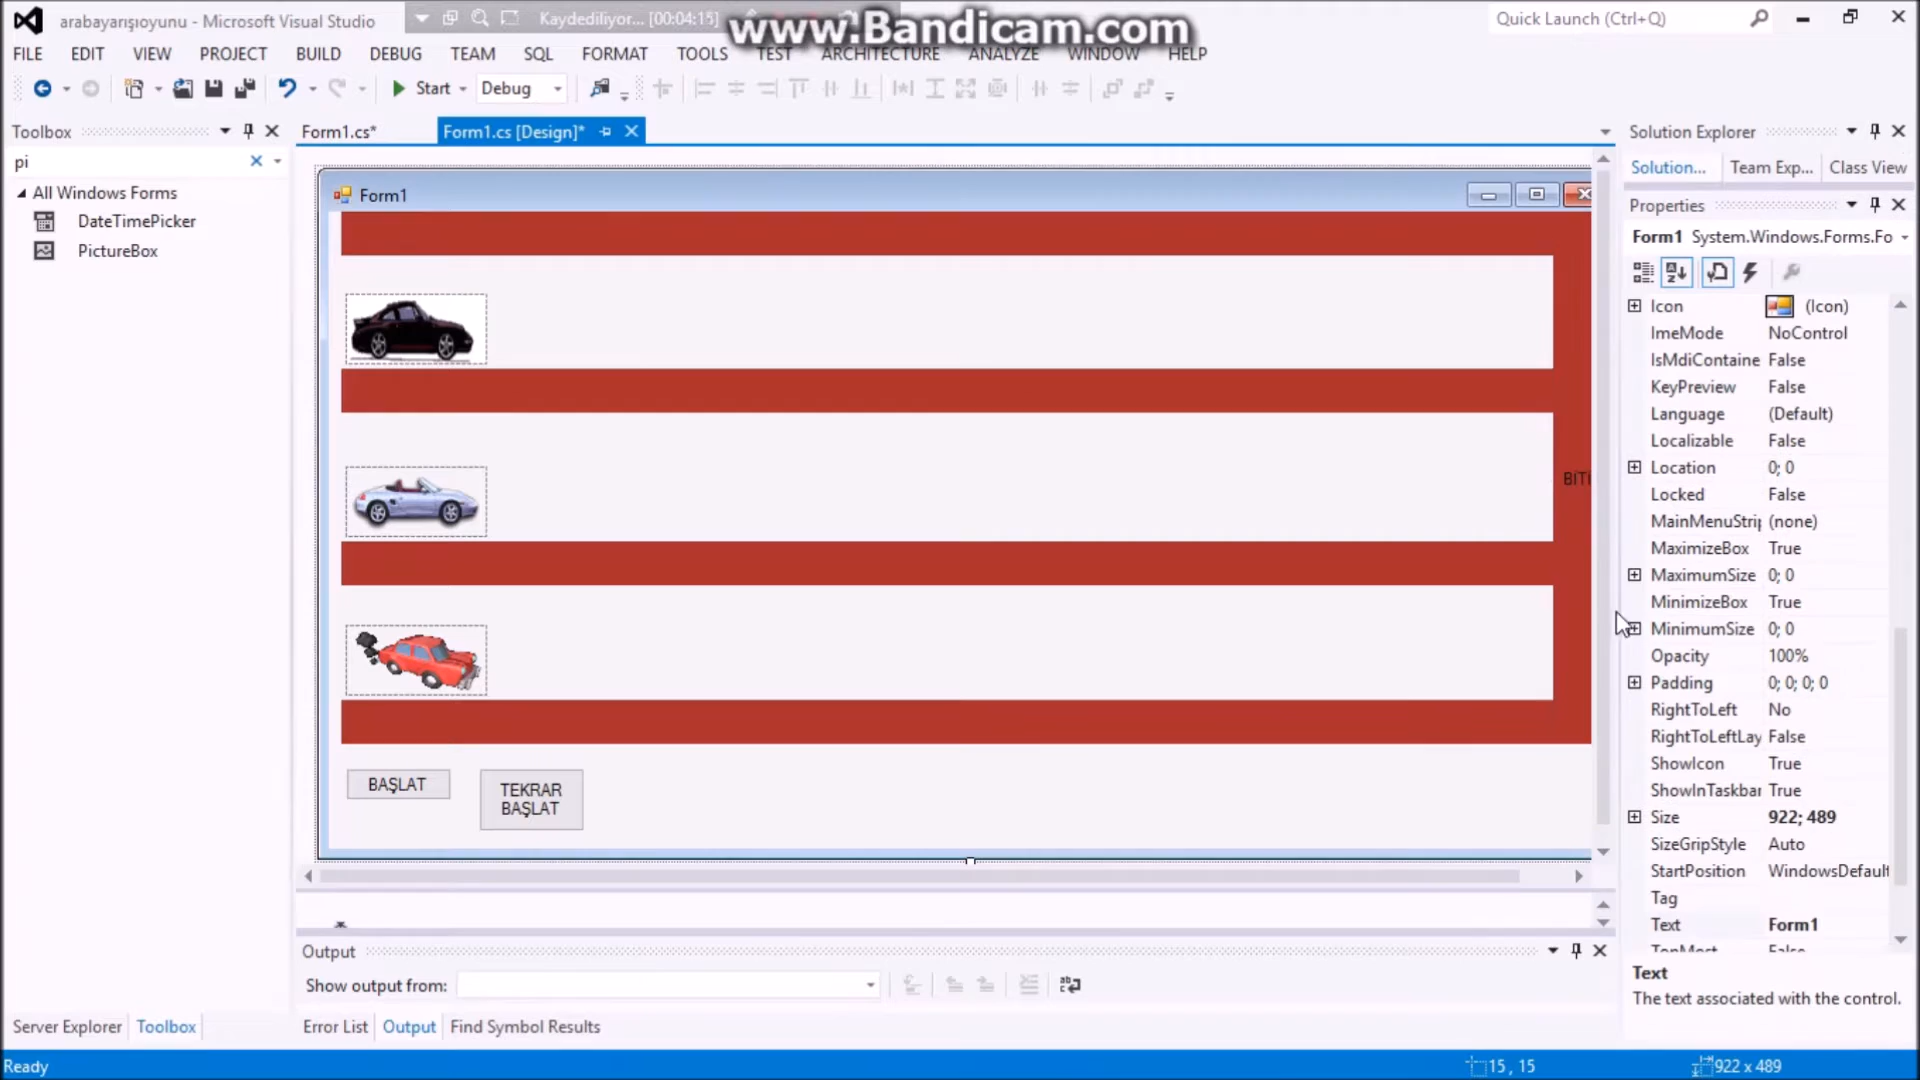 arabayarışıoyunu - Microsoft Visual Studio
Kaydediliyor... [00:04:15]
www.Bandicam.com
Quick Launch (Ctrl+Q)
FILE EDIT VIEW PROJECT BUILD DEBUG TEAM SQL FORMAT TOOLS TEST ARCHITECTURE ANALYZE WINDOW HELP
Start Debug
Toolbox
pi
All Windows Forms
DateTimePicker
PictureBox
Form1.cs*
Form1.cs [Design]*
Form1
BİTİ
BAŞLAT
TEKRAR
BAŞLAT
Solution Explorer
Solution... Team Exp... Class View
Properties
Form1 System.Windows.Forms.Fo
Icon (Icon)
ImeMode NoControl
IsMdiContaine False
KeyPreview False
Language (Default)
Localizable False
Location 0; 0
Locked False
MainMenuStrip (none)
MaximizeBox True
MaximumSize 0; 0
MinimizeBox True
MinimumSize 0; 0
Opacity 100%
Padding 0; 0; 0; 0
RightToLeft No
RightToLeftLay False
ShowIcon True
ShowInTaskbar True
Size 922; 489
SizeGripStyle Auto
StartPosition WindowsDefault
Tag
Text Form1
TopMost False
Text
The text associated with the control.
Output
Show output from:
Server Explorer Toolbox
Error List Output Find Symbol Results
Ready
15 , 15
922 x 489